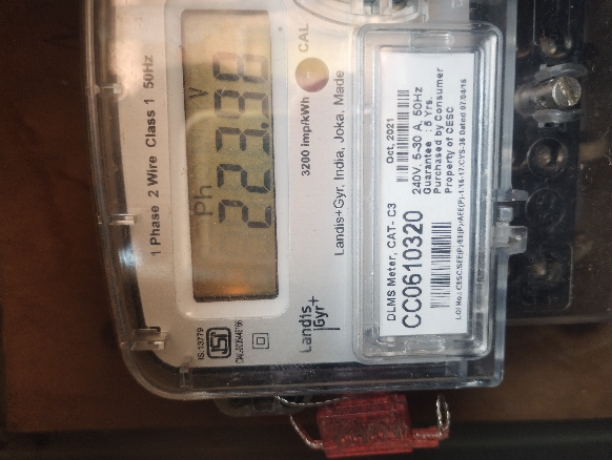 1 Phase 2 Wire Class 1 50Hz
Ph V
3200 imp/kWh CAL
Landis+Gyr, India, Joka. Made
IS:13779
Landis
Gyr+
Oct, 2021
DLMS Meter, CAT- C3
CC0610320
240V, 5-30 A, 50Hz
Guarantee : 5 Yrs.
Purchased by Consumer
Property of CESC